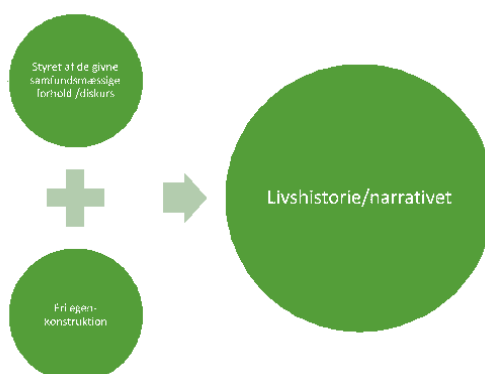 Styret af de givne
samfundsmæssige
forhold /diskurs
Livshistorie/narrativet
Fri egen-
konstruktion